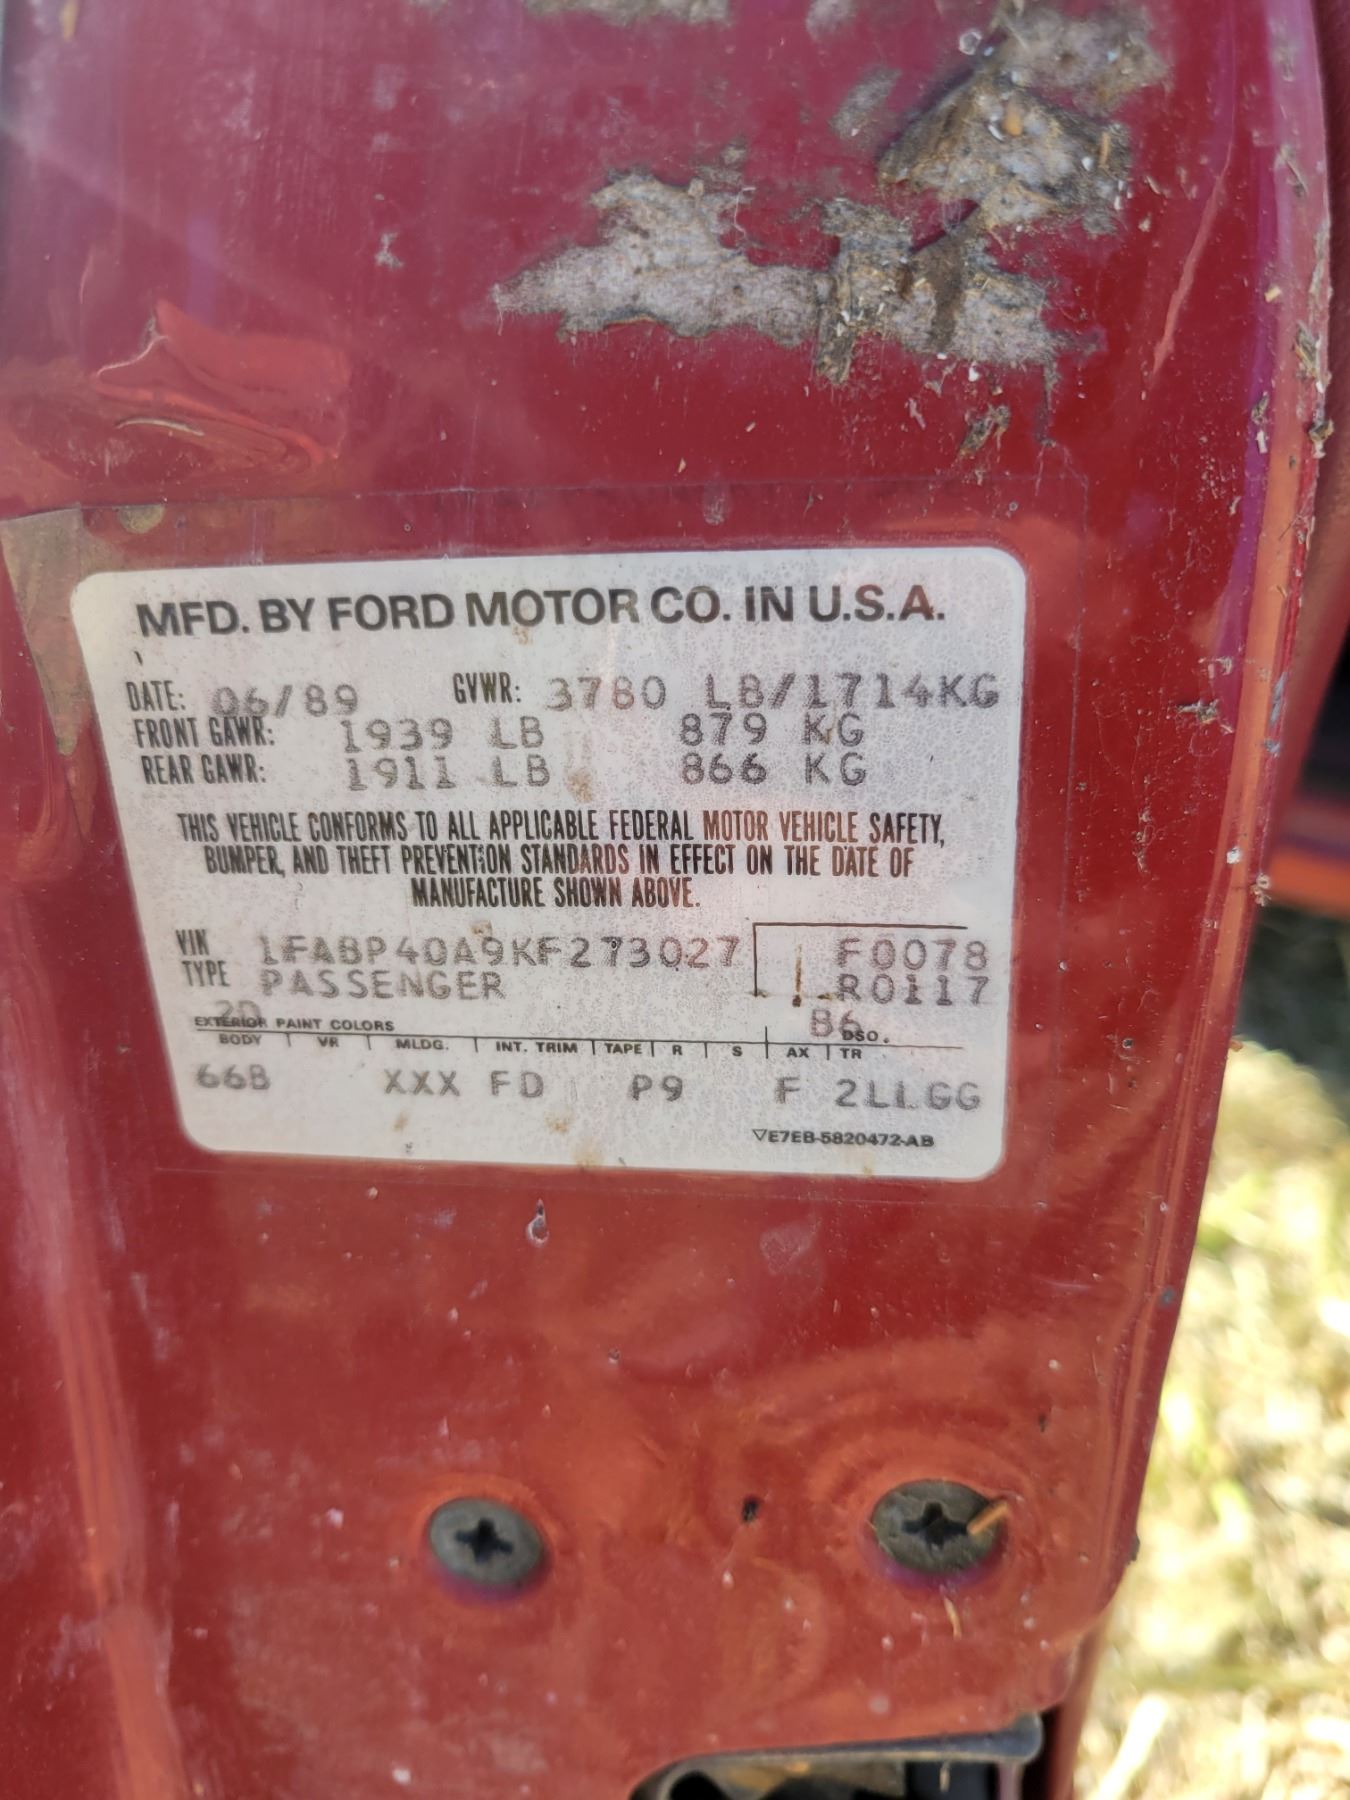 MFD. BY FORD MOTOR CO. IN U.S.A.
DATE: 06/89 GVWR: 3780 LB/1714KG
FRONT GAWR: 1939 LB 879 KG
REAR GAWR: 1911 LB 866 KG
THIS VEHICLE CONFORMS TO ALL APPLICABLE FEDERAL MOTOR VEHICLE SAFETY,
BUMPER, AND THEFT PREVENTION STANDARDS IN EFFECT ON THE DATE OF
MANUFACTURE SHOWN ABOVE.
VIN 1FABP40A9KF273027 F0078
TYPE PASSENGER R0117
2D B6
EXTERIOR PAINT COLORS DSO.
BODY VR MLDG. INT. TRIM TAPE R S AX TR
66B XXX FD P9 F 2LLGG
▽E7EB-5820472-AB